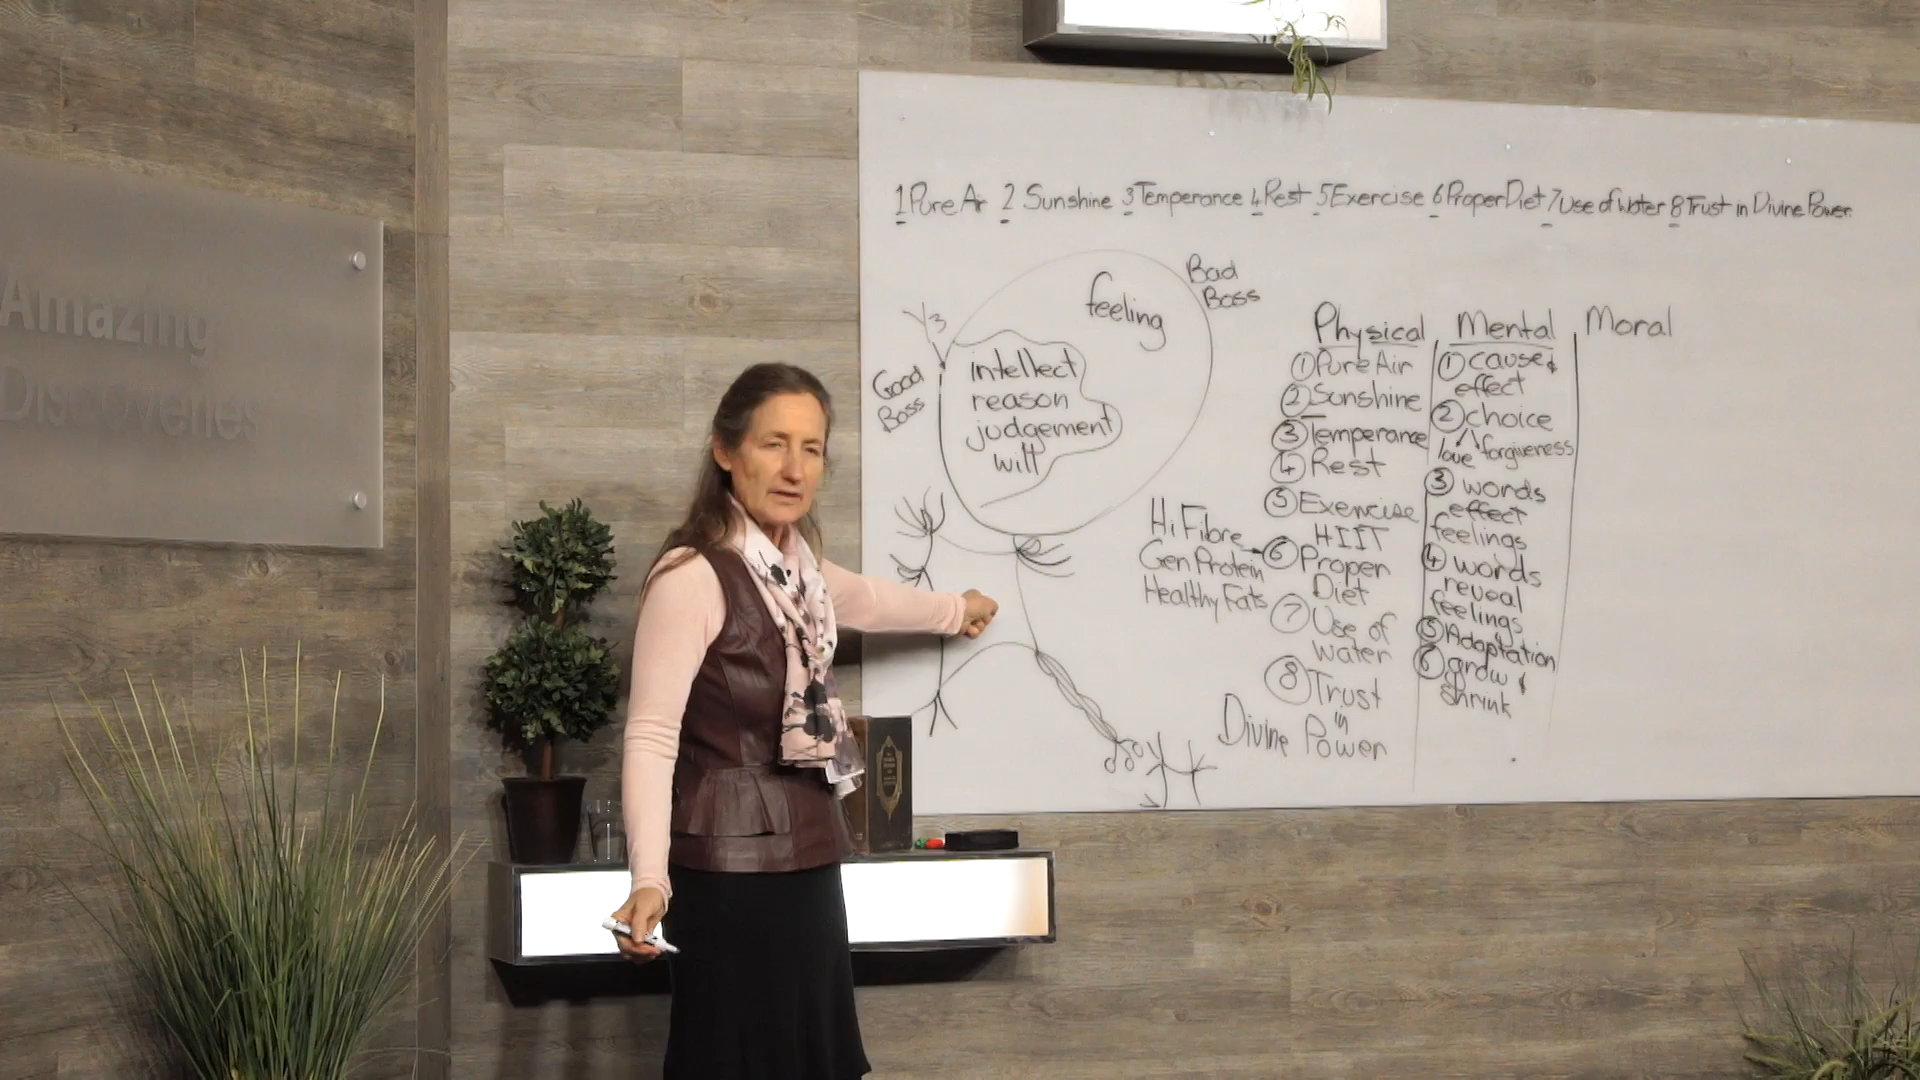 Amazing
Discoveries
1 Pure Air 2 Sunshine 3 Temperance 4 Rest 5 Exercise 6 Proper Diet 7 Use of Water 8 Trust in Divine Power
feeling
Bad
Boss
1/3
Good
Boss
intellect
reason
judgement
will
Physical
① Pure Air
② Sunshine
③ Temperance
④ Rest
⑤ Exercise
HIIT
⑥ Proper
Diet
⑦ Use of
water
⑧ Trust
in
Divine Power
Hi Fibre
Gen Protein
Healthy Fats
Mental
① cause &
effect
② choice
love forgiveness
③ words
effect
feelings
④ words
reveal
feelings
⑤ Adaptation
⑥ grow &
shrink
Moral